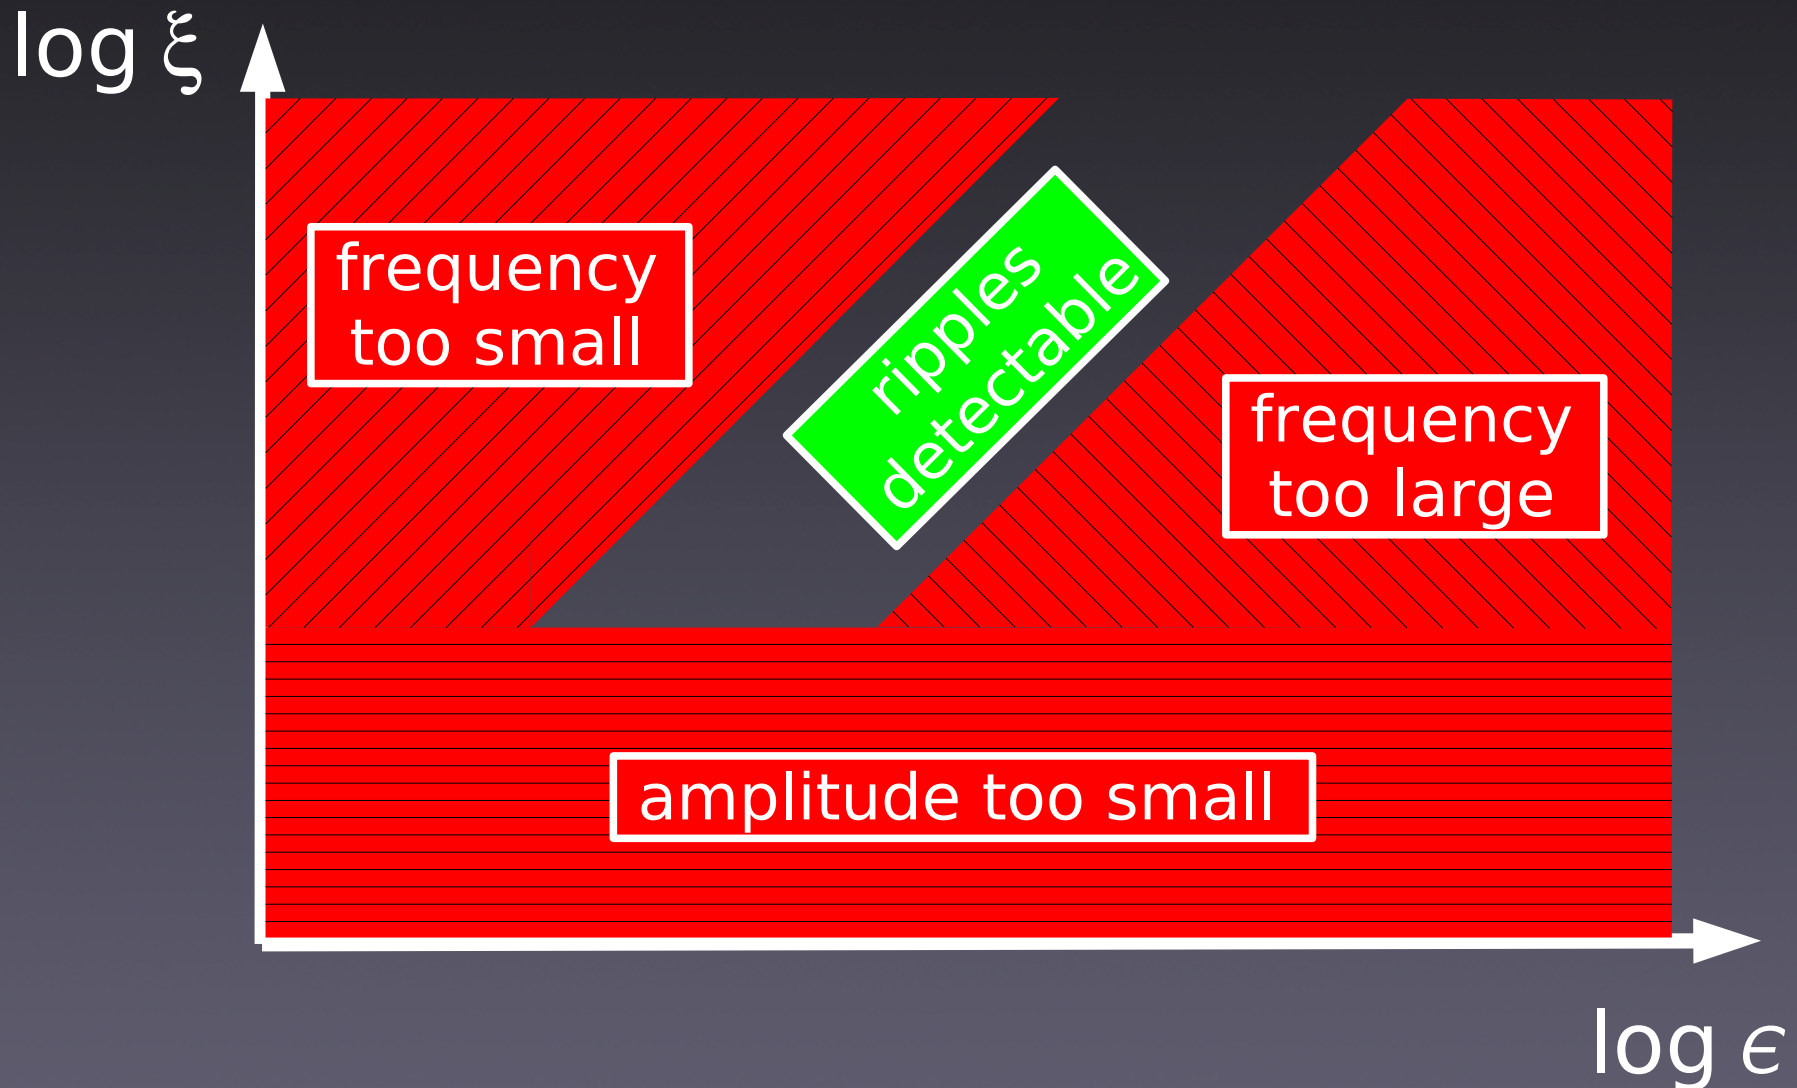 log ξ
frequency
too small
ripples
detectable
frequency
too large
amplitude too small
log ϵ